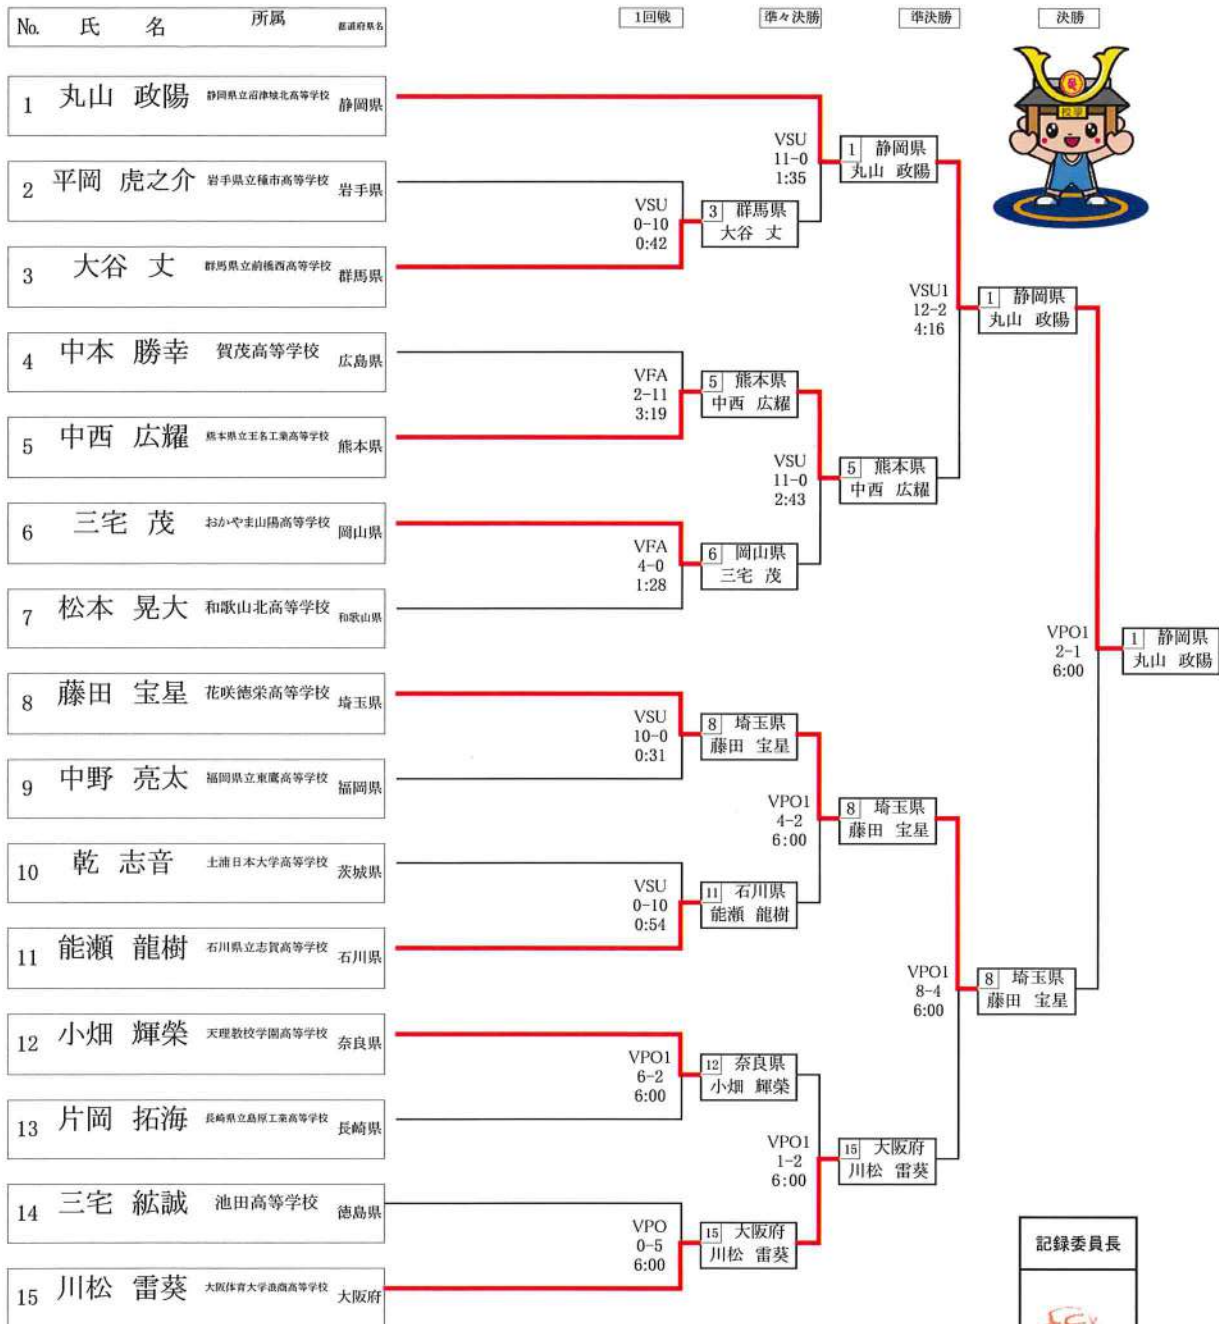 No. 氏 名 所属 都道府県名 1回戦 準々決勝 準決勝 決勝
1 丸山 政陽 静岡県立沼津城北高等学校 静岡県
2 平岡 虎之介 岩手県立種市高等学校 岩手県
3 大谷 丈 群馬県立前橋西高等学校 群馬県
4 中本 勝幸 賀茂高等学校 広島県
5 中西 広耀 熊本県立玉名工業高等学校 熊本県
6 三宅 茂 おかやま山陽高等学校 岡山県
7 松本 晃大 和歌山北高等学校 和歌山県
8 藤田 宝星 花咲徳栄高等学校 埼玉県
9 中野 亮太 福岡県立東鷹高等学校 福岡県
10 乾 志音 土浦日本大学高等学校 茨城県
11 能瀬 龍樹 石川県立志賀高等学校 石川県
12 小畑 輝榮 天理教校学園高等学校 奈良県
13 片岡 拓海 長崎県立島原工業高等学校 長崎県
14 三宅 紘誠 池田高等学校 徳島県
15 川松 雷葵 大阪体育大学浪商高等学校 大阪府
VSU
0-10
0:42
3 群馬県
大谷 丈
VFA
2-11
3:19
5 熊本県
中西 広耀
VFA
4-0
1:28
6 岡山県
三宅 茂
VSU
10-0
0:31
8 埼玉県
藤田 宝星
VSU
0-10
0:54
11 石川県
能瀬 龍樹
VPO1
6-2
6:00
12 奈良県
小畑 輝榮
VPO
0-5
6:00
15 大阪府
川松 雷葵
VSU
11-0
1:35
1 静岡県
丸山 政陽
VSU
11-0
2:43
5 熊本県
中西 広耀
VPO1
4-2
6:00
8 埼玉県
藤田 宝星
VPO1
1-2
6:00
15 大阪府
川松 雷葵
VSU1
12-2
4:16
1 静岡県
丸山 政陽
VPO1
8-4
6:00
8 埼玉県
藤田 宝星
VPO1
2-1
6:00
1 静岡県
丸山 政陽
記録委員長